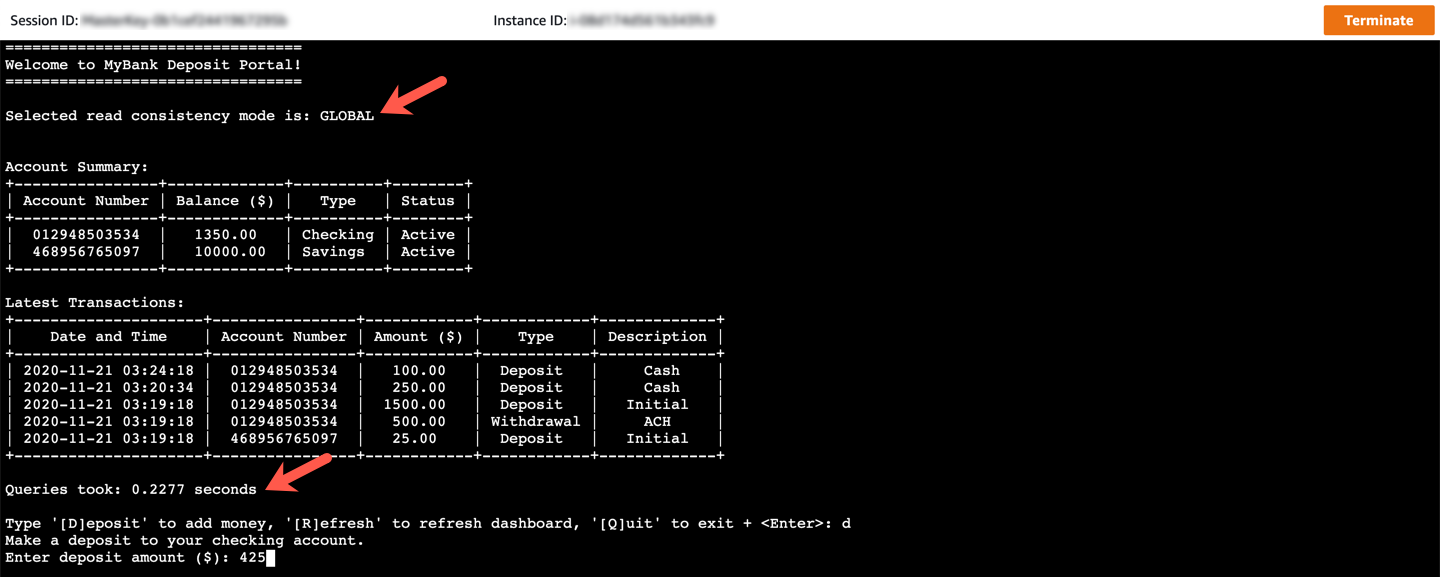 Session ID: Instance ID: Terminate
=================================
Welcome to MyBank Deposit Portal!
=================================
Selected read consistency mode is: GLOBAL
Account Summary:
+----------------+-------------+----------+--------+
| Account Number | Balance ($) |   Type   | Status |
+----------------+-------------+----------+--------+
|  012948503534  |   1350.00   | Checking | Active |
|  468956765097  |   10000.00  | Savings  | Active |
+----------------+-------------+----------+--------+
Latest Transactions:
+---------------------+----------------+-------------+------------+-------------+
|    Date and Time    | Account Number | Amount ($) |    Type    | Description |
+---------------------+----------------+------------+------------+-------------+
| 2020-11-21 03:24:18 |  012948503534  |   100.00   |  Deposit   |     Cash    |
| 2020-11-21 03:20:34 |  012948503534  |   250.00   |  Deposit   |     Cash    |
| 2020-11-21 03:19:18 |  012948503534  |  1500.00   |  Deposit   |   Initial   |
| 2020-11-21 03:19:18 |  012948503534  |   500.00   | Withdrawal |     ACH     |
| 2020-11-21 03:19:18 |  468956765097  |   25.00    |  Deposit   |   Initial   |
+---------------------+----------------+------------+------------+-------------+
Queries took: 0.2277 seconds
Type '[D]eposit' to add money, '[R]efresh' to refresh dashboard, '[Q]uit' to exit + <Enter>: d
Make a deposit to your checking account.
Enter deposit amount ($): 425